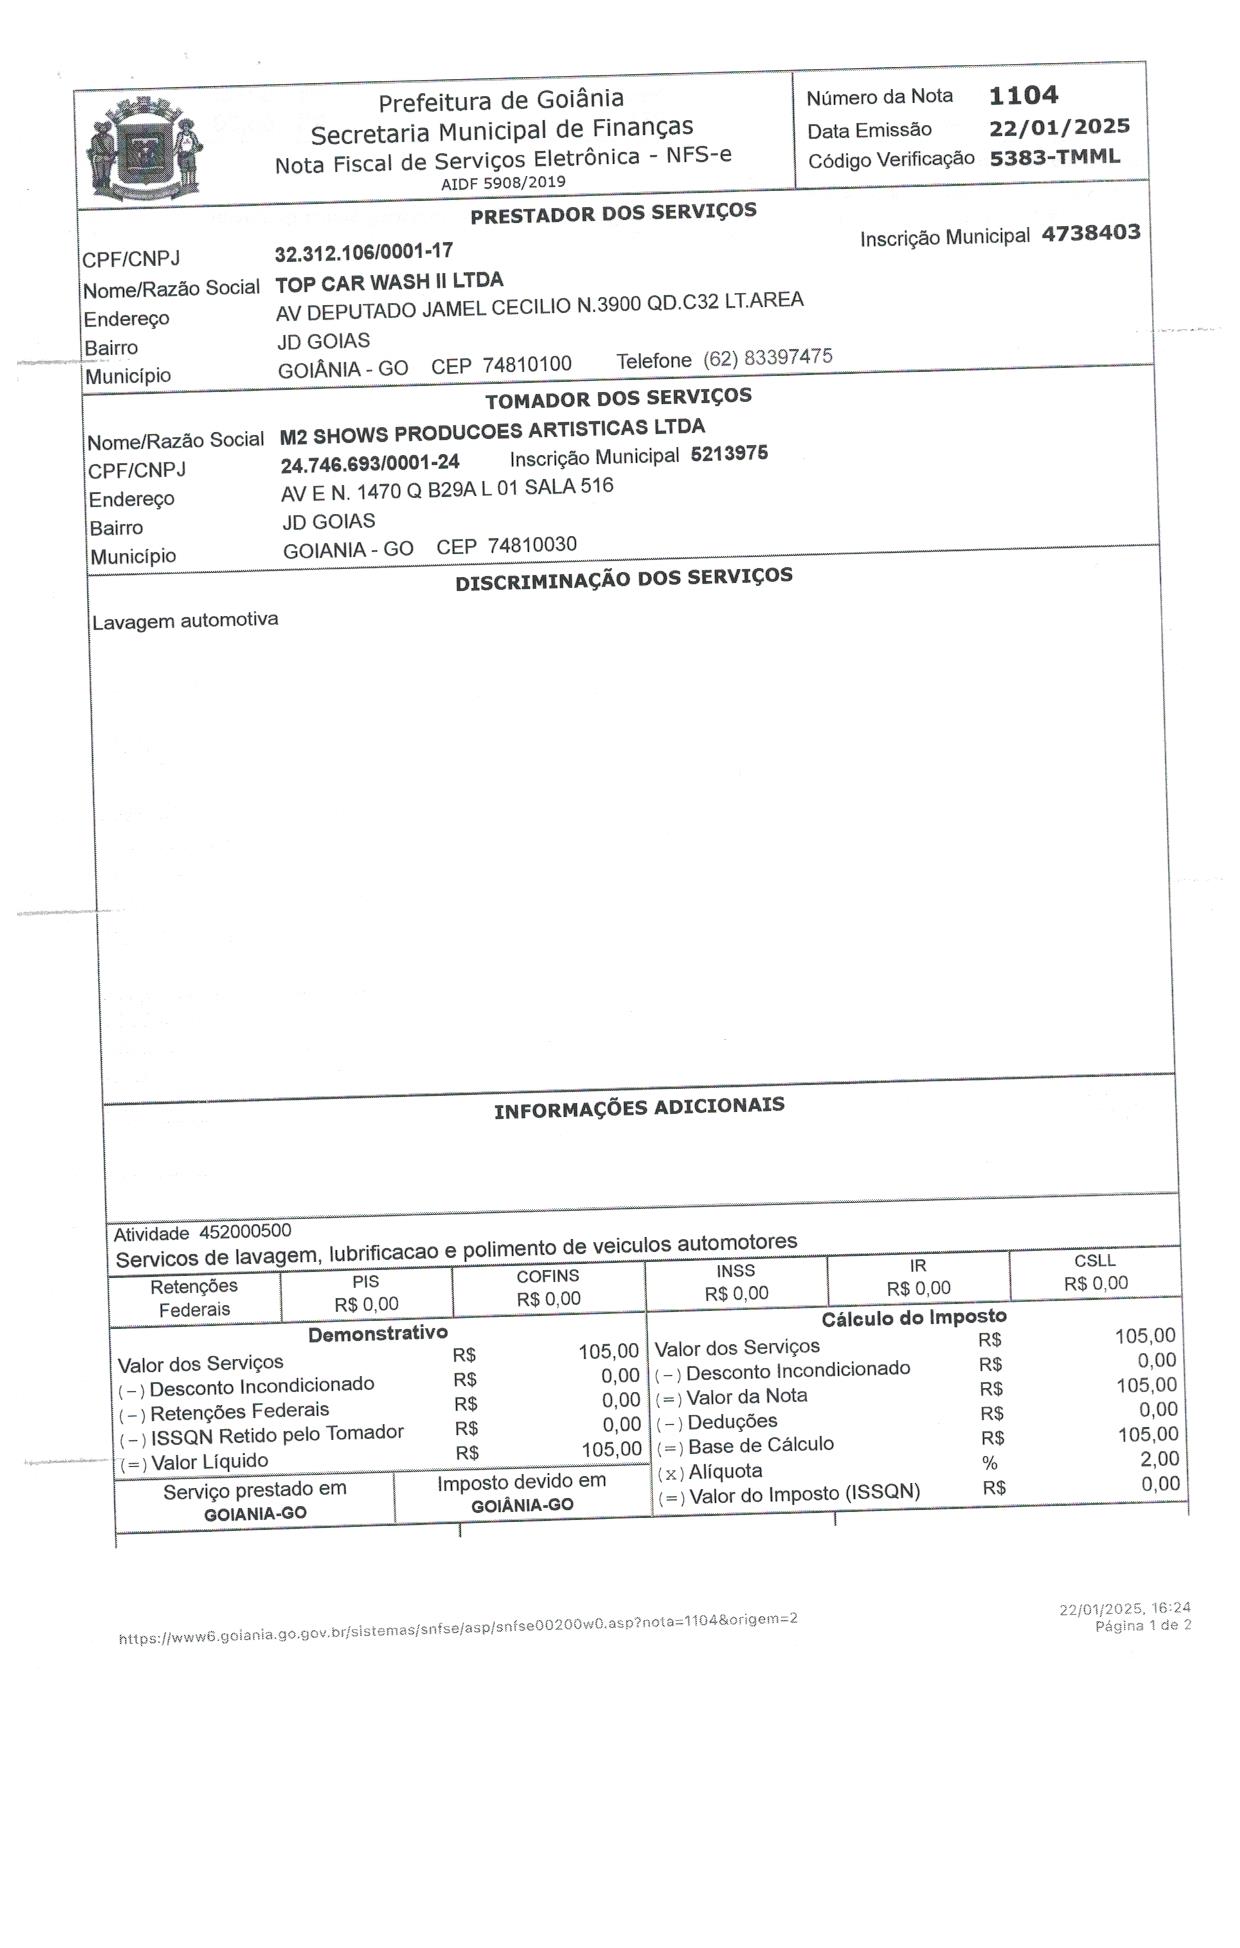 Prefeitura de Goiânia
Secretaria Municipal de Finanças
Nota Fiscal de Serviços Eletrônica - NFS-e
AIDF 5908/2019
Número da Nota 1104
Data Emissão 22/01/2025
Código Verificação 5383-TMML
PRESTADOR DOS SERVIÇOS
CPF/CNPJ 32.312.106/0001-17 Inscrição Municipal 4738403
Nome/Razão Social TOP CAR WASH II LTDA
Endereço AV DEPUTADO JAMEL CECILIO N.3900 QD.C32 LT.AREA
Bairro JD GOIAS
Município GOIÂNIA - GO CEP 74810100 Telefone (62) 83397475
TOMADOR DOS SERVIÇOS
Nome/Razão Social M2 SHOWS PRODUCOES ARTISTICAS LTDA
CPF/CNPJ 24.746.693/0001-24 Inscrição Municipal 5213975
Endereço AV E N. 1470 Q B29A L 01 SALA 516
Bairro JD GOIAS
Município GOIANIA - GO CEP 74810030
DISCRIMINAÇÃO DOS SERVIÇOS
Lavagem automotiva
INFORMAÇÕES ADICIONAIS
Atividade 452000500
Servicos de lavagem, lubrificacao e polimento de veiculos automotores
Retenções Federais
PIS R$ 0,00
COFINS R$ 0,00
INSS R$ 0,00
IR R$ 0,00
CSLL R$ 0,00
Demonstrativo
Valor dos Serviços R$ 105,00
(-) Desconto Incondicionado R$ 0,00
(-) Retenções Federais R$ 0,00
(-) ISSQN Retido pelo Tomador R$ 0,00
(=) Valor Líquido R$ 105,00
Serviço prestado em
GOIANIA-GO
Imposto devido em
GOIÂNIA-GO
Cálculo do Imposto
Valor dos Serviços R$ 105,00
(-) Desconto Incondicionado R$ 0,00
(=) Valor da Nota R$ 105,00
(-) Deduções R$ 0,00
(=) Base de Cálculo R$ 105,00
(x) Alíquota % 2,00
(=) Valor do Imposto (ISSQN) R$ 0,00
https://www6.goiania.go.gov.br/sistemas/snfse/asp/snfse00200w0.asp?nota=1104&origem=2
22/01/2025, 16:24
Página 1 de 2